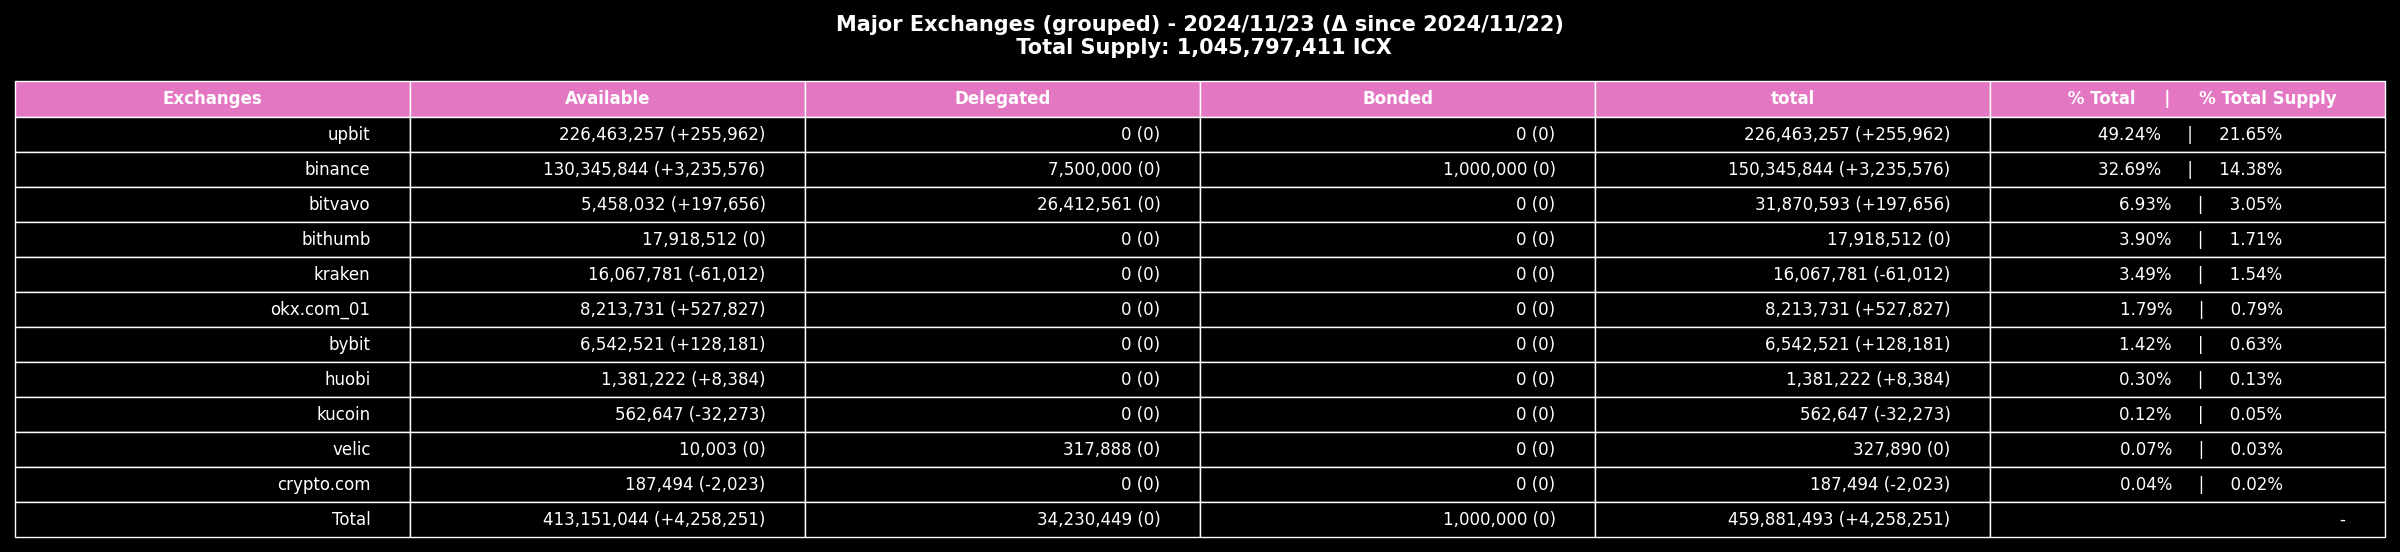 Major Exchanges (grouped) - 2024/11/23 (Δ since 2024/11/22)
Total Supply: 1,045,797,411 ICX
Exchanges Available Delegated Bonded total % Total | % Total Supply
upbit 226,463,257 (+255,962) 0 (0) 0 (0) 226,463,257 (+255,962) 49.24% | 21.65%
binance 130,345,844 (+3,235,576) 7,500,000 (0) 1,000,000 (0) 150,345,844 (+3,235,576) 32.69% | 14.38%
bitvavo 5,458,032 (+197,656) 26,412,561 (0) 0 (0) 31,870,593 (+197,656) 6.93% | 3.05%
bithumb 17,918,512 (0) 0 (0) 0 (0) 17,918,512 (0) 3.90% | 1.71%
kraken 16,067,781 (-61,012) 0 (0) 0 (0) 16,067,781 (-61,012) 3.49% | 1.54%
okx.com_01 8,213,731 (+527,827) 0 (0) 0 (0) 8,213,731 (+527,827) 1.79% | 0.79%
bybit 6,542,521 (+128,181) 0 (0) 0 (0) 6,542,521 (+128,181) 1.42% | 0.63%
huobi 1,381,222 (+8,384) 0 (0) 0 (0) 1,381,222 (+8,384) 0.30% | 0.13%
kucoin 562,647 (-32,273) 0 (0) 0 (0) 562,647 (-32,273) 0.12% | 0.05%
velic 10,003 (0) 317,888 (0) 0 (0) 327,890 (0) 0.07% | 0.03%
crypto.com 187,494 (-2,023) 0 (0) 0 (0) 187,494 (-2,023) 0.04% | 0.02%
Total 413,151,044 (+4,258,251) 34,230,449 (0) 1,000,000 (0) 459,881,493 (+4,258,251) -